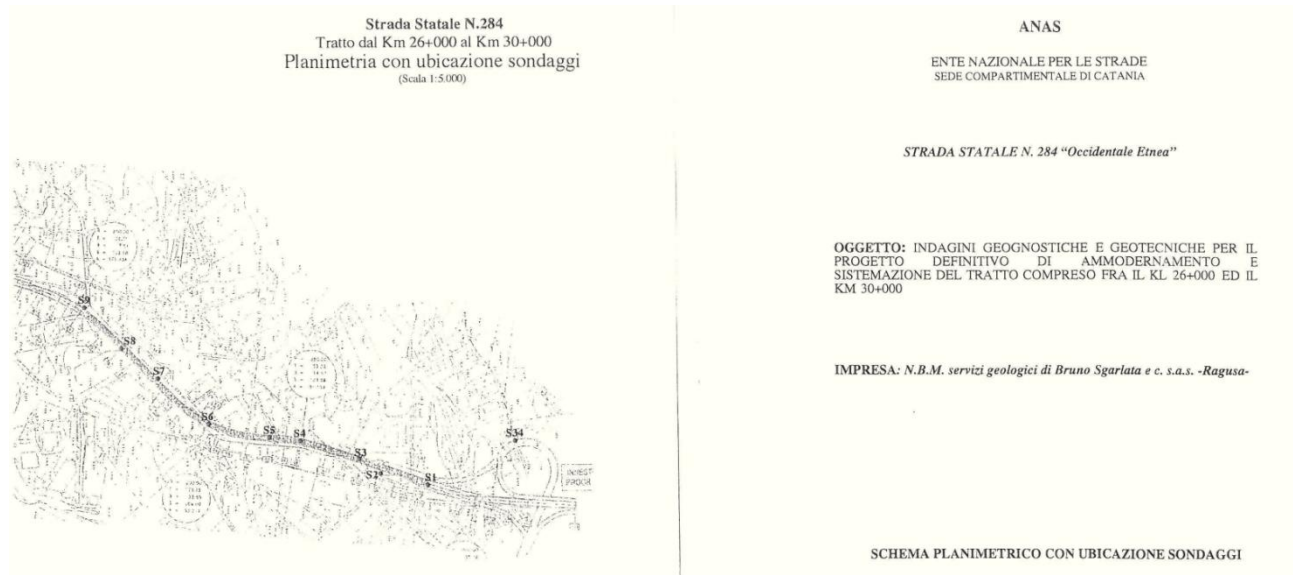 Strada Statale N.284
Tratto dal Km 26+000 al Km 30+000
Planimetria con ubicazione sondaggi
(Scala 1:5.000)
S9
S8
S7
S6
S5
S4
S3
S2
S1
S34
ANAS
ENTE NAZIONALE PER LE STRADE
SEDE COMPARTIMENTALE DI CATANIA
STRADA STATALE N. 284 “Occidentale Etnea”
OGGETTO: INDAGINI GEOGNOSTICHE E GEOTECNICHE PER IL
PROGETTO DEFINITIVO DI AMMODERNAMENTO E
SISTEMAZIONE DEL TRATTO COMPRESO FRA IL KL 26+000 ED IL
KM 30+000
IMPRESA: N.B.M. servizi geologici di Bruno Sgarlata e c. s.a.s. -Ragusa-
SCHEMA PLANIMETRICO CON UBICAZIONE SONDAGGI